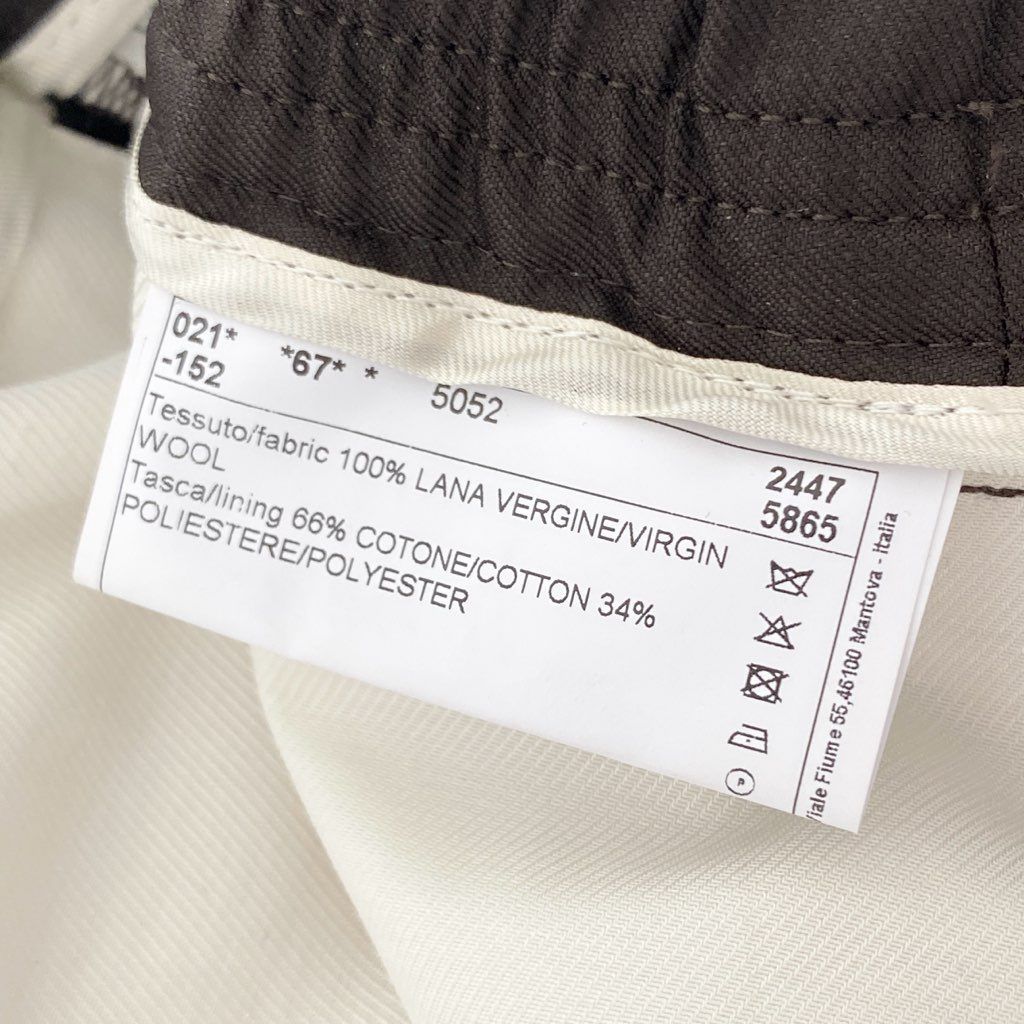 021* *67* *
-152 5052
2447
5865
Tessuto/fabric 100% LANA VERGINE/VIRGIN
WOOL
Tasca/lining 66% COTONE/COTTON 34%
POLIESTERE/POLYESTER
Viale Fiume 55,46100 Mantova - Italia
P